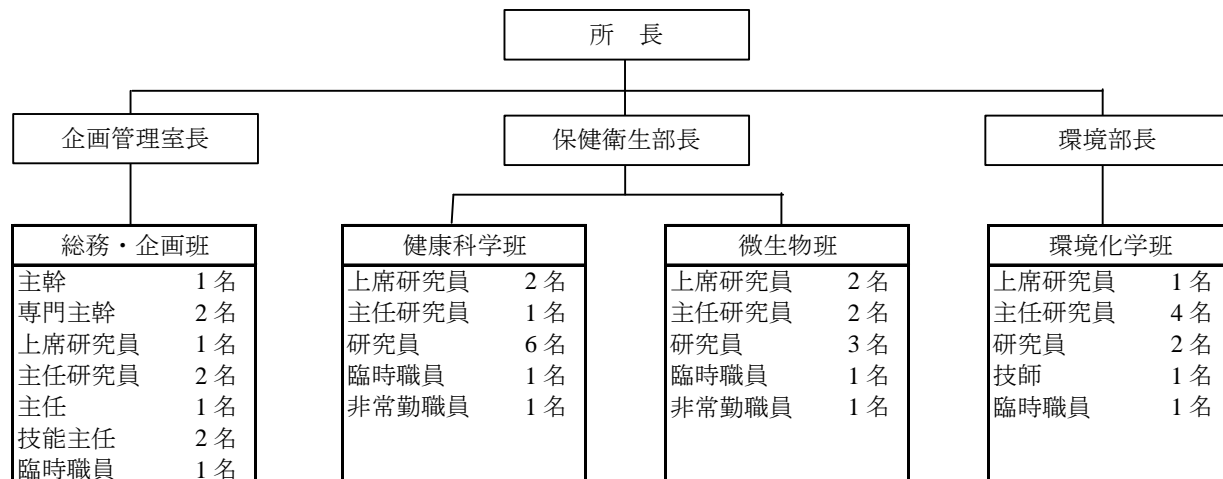 所　長
企画管理室長
保健衛生部長
環境部長
総務・企画班
主幹 1名
専門主幹 2名
上席研究員 1名
主任研究員 2名
主任 1名
技能主任 2名
臨時職員 1名
健康科学班
上席研究員 2名
主任研究員 1名
研究員 6名
臨時職員 1名
非常勤職員 1名
微生物班
上席研究員 2名
主任研究員 2名
研究員 3名
臨時職員 1名
非常勤職員 1名
環境化学班
上席研究員 1名
主任研究員 4名
研究員 2名
技師 1名
臨時職員 1名